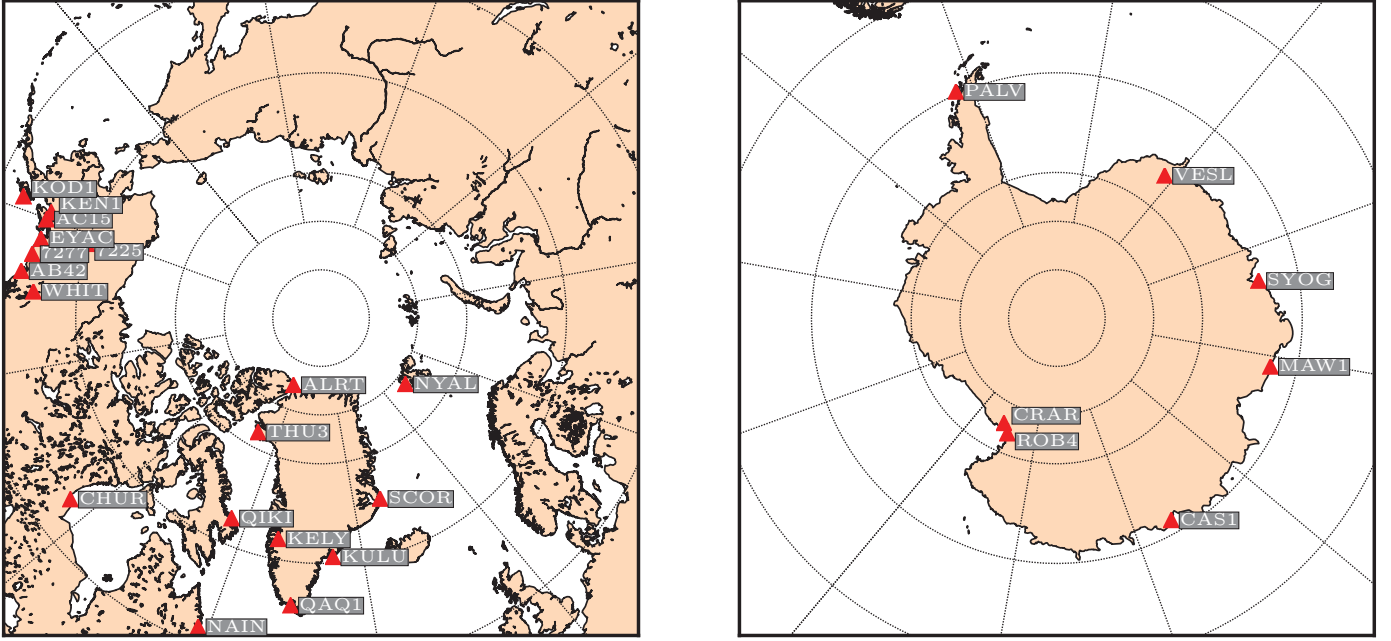 KOD1
KEN1
AC15
EYAC
7277 7225
AB42
WHIT
ALRT
NYAL
THU3
CHUR
SCOR
QIKI
KELY
KULU
QAQ1
NAIN
PALV
VESL
SYOG
MAW1
CRAR
ROB4
CAS1